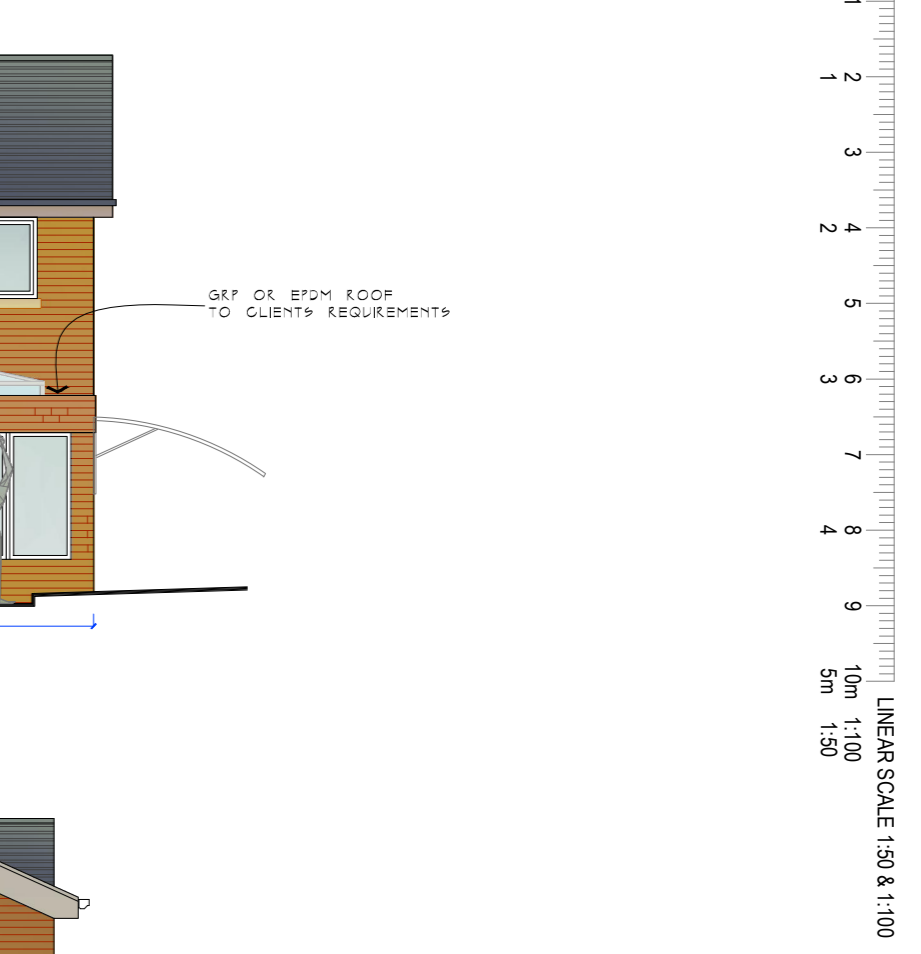 GRP OR EPDM ROOF
TO CLIENTS REQUIREMENTS
LINEAR SCALE 1:50 & 1:100
1 2 3 4 5 6 7 8 9 10m 1:100
1 2 3 4 5m 1:50